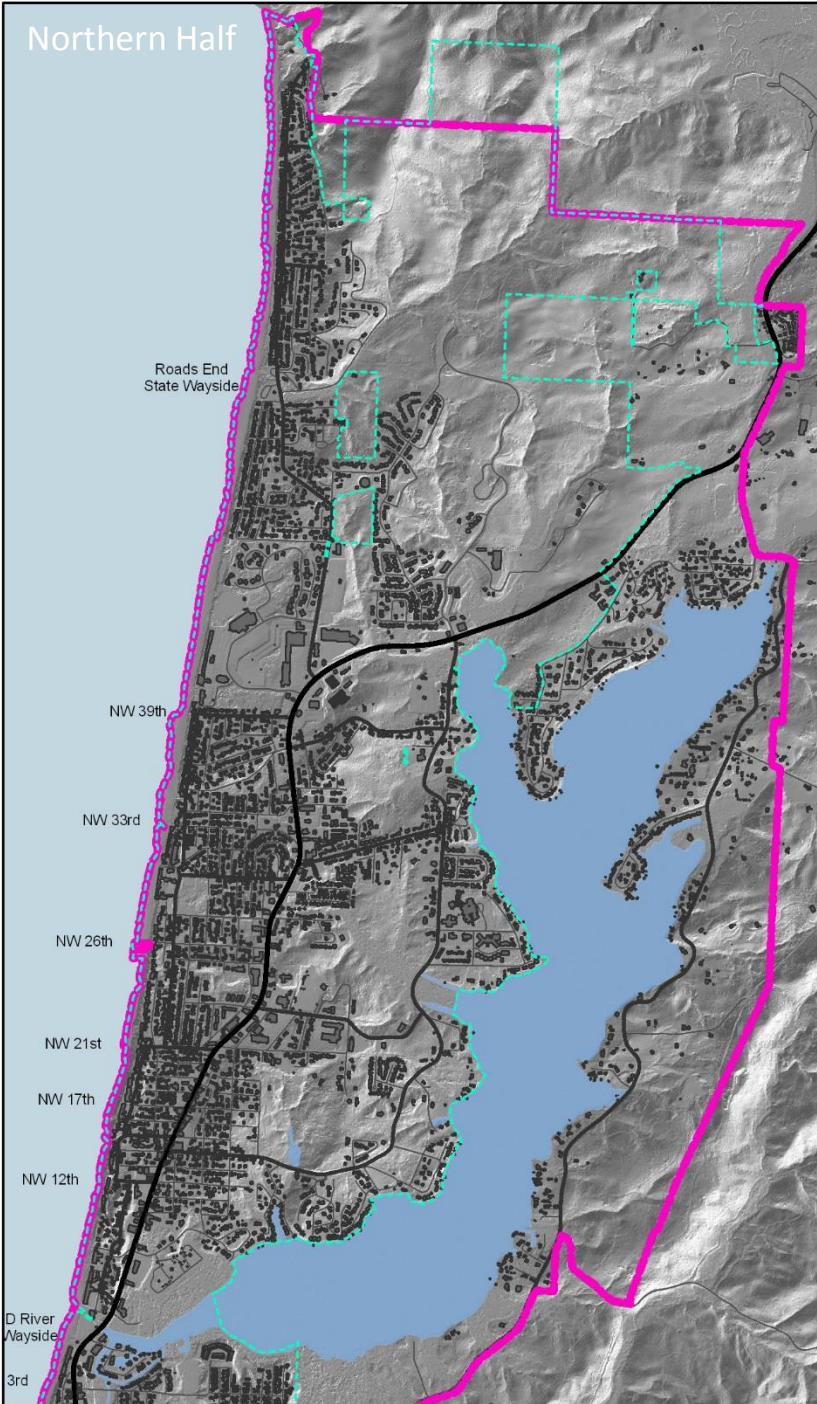 Northern Half
Roads End
State Wayside
NW 39th
NW 33rd
NW 26th
NW 21st
NW 17th
NW 12th
D River
Wayside
3rd